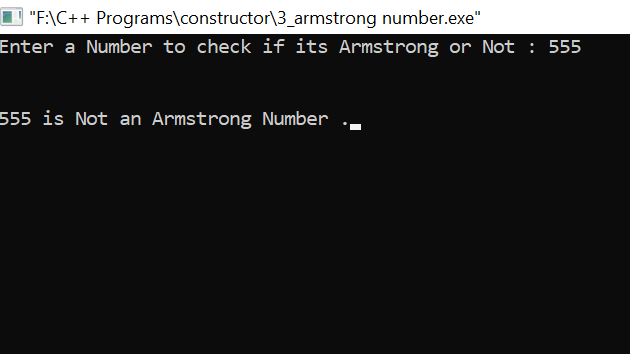 "F:\C++ Programs\constructor\3_armstrong number.exe"
Enter a Number to check if its Armstrong or Not : 555
555 is Not an Armstrong Number .